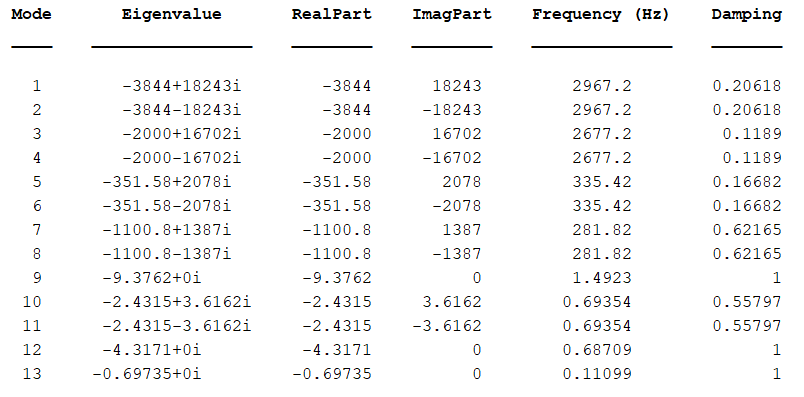 Mode Eigenvalue RealPart ImagPart Frequency (Hz) Damping
1 -3844+18243i -3844 18243 2967.2 0.20618
2 -3844-18243i -3844 -18243 2967.2 0.20618
3 -2000+16702i -2000 16702 2677.2 0.1189
4 -2000-16702i -2000 -16702 2677.2 0.1189
5 -351.58+2078i -351.58 2078 335.42 0.16682
6 -351.58-2078i -351.58 -2078 335.42 0.16682
7 -1100.8+1387i -1100.8 1387 281.82 0.62165
8 -1100.8-1387i -1100.8 -1387 281.82 0.62165
9 -9.3762+0i -9.3762 0 1.4923 1
10 -2.4315+3.6162i -2.4315 3.6162 0.69354 0.55797
11 -2.4315-3.6162i -2.4315 -3.6162 0.69354 0.55797
12 -4.3171+0i -4.3171 0 0.68709 1
13 -0.69735+0i -0.69735 0 0.11099 1